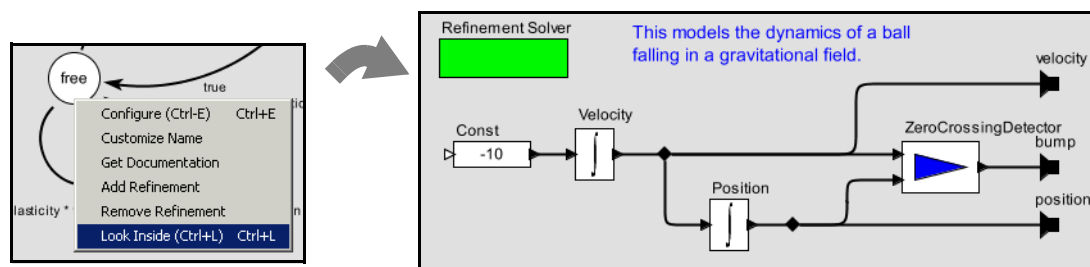 free
true
Configure (Ctrl-E) Ctrl+E
Customize Name
Get Documentation
Add Refinement
Remove Refinement
lasticity *
Look Inside (Ctrl+L) Ctrl+L
Refinement Solver
This models the dynamics of a ball
falling in a gravitational field.
velocity
Velocity
Const
-10
ZeroCrossingDetector
bump
Position
position